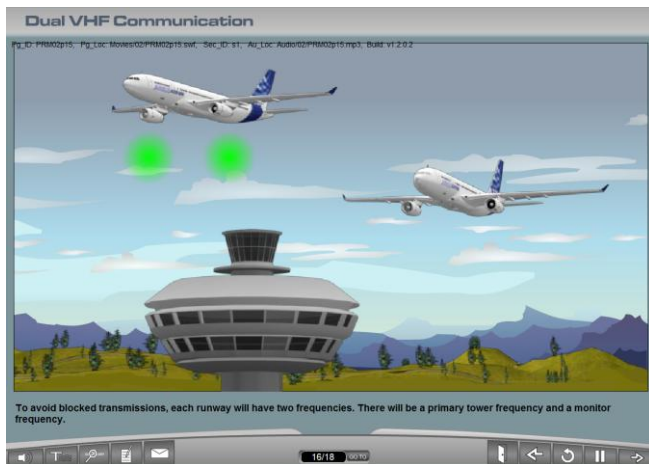 Dual VHF Communication
Pg_ID: PRM02p15, Pg_Loc: Movies/02/PRM02p15.swf, Sec_ID: s1, Au_Loc: Audio/02/PRM02p15.mp3, Build: v1.2.0.2
To avoid blocked transmissions, each runway will have two frequencies. There will be a primary tower frequency and a monitor
frequency.
16/18 GO TO